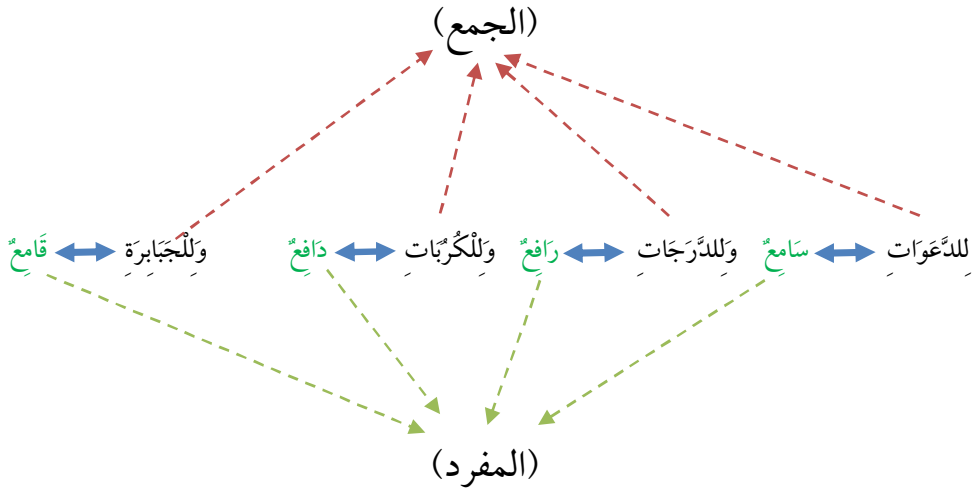 (الجمع)
لِلدَّعَوَاتِ سَامِعٌ وَلِلدَّرَجَاتِ رَافِعٌ وَلِلْكُرُبَاتِ دَافِعٌ وَلِلْجَبَابِرَةِ قَامِعٌ
(المفرد)